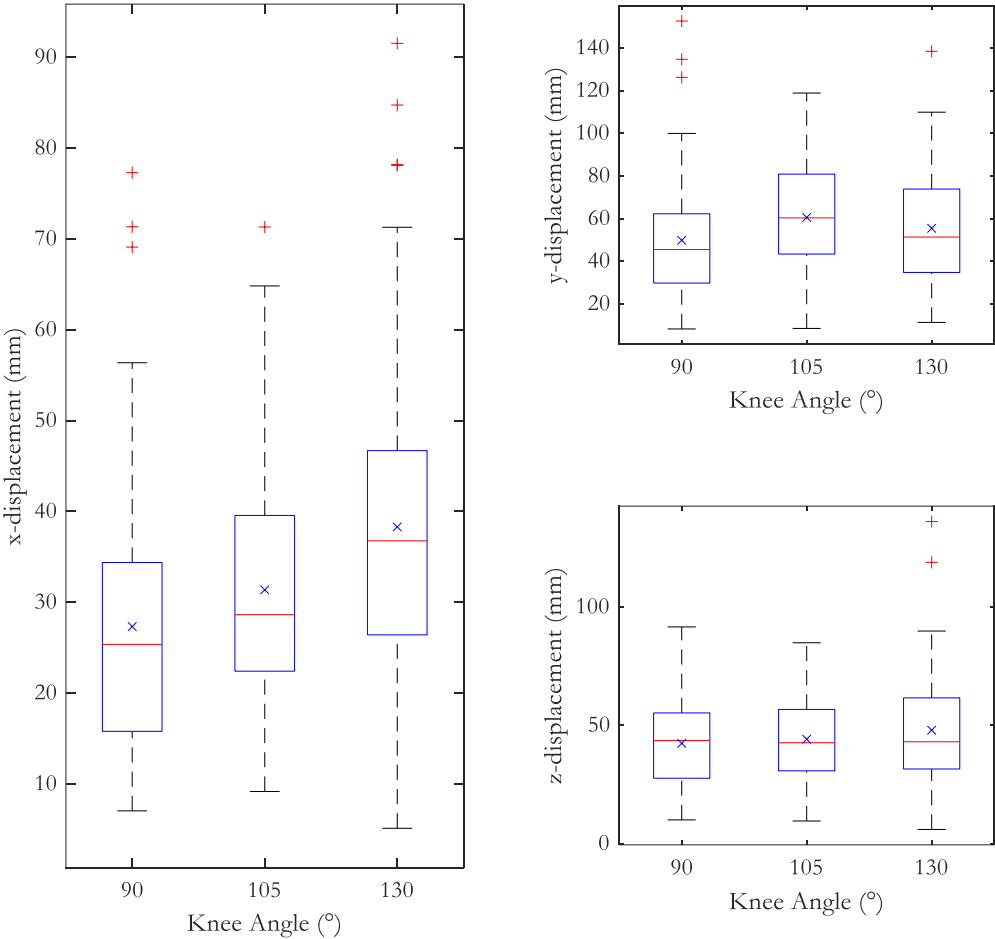 x-displacement (mm)
90
80
70
60
50
40
30
20
10
90 105 130
Knee Angle (°)
y-displacement (mm)
140
120
100
80
60
40
20
90 105 130
Knee Angle (°)
z-displacement (mm)
100
50
0
90 105 130
Knee Angle (°)